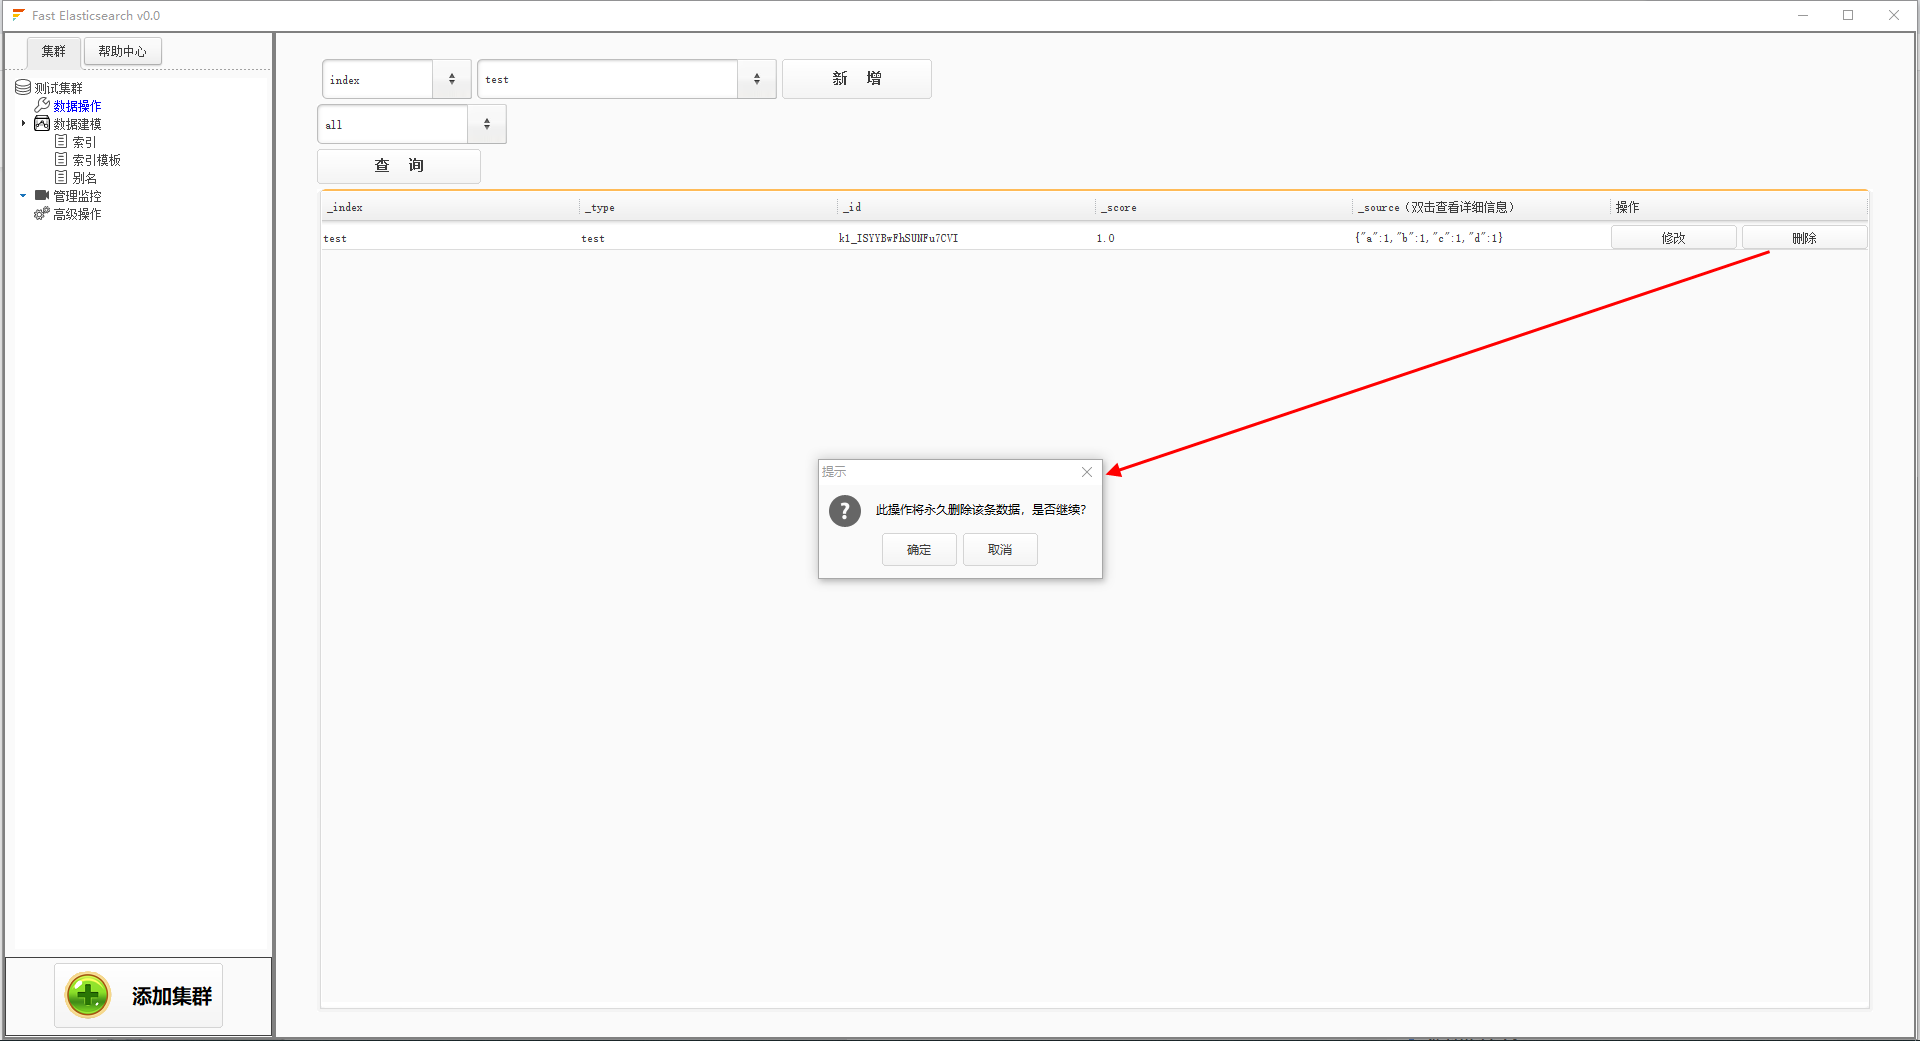 Fast Elasticsearch v0.0
集群 帮助中心
测试集群
数据操作
数据建模
索引
索引模板
别名
管理监控
高级操作
添加集群
index test 新 增
all
查 询
_index _type _id _score _source（双击查看详细信息） 操作
test test k1_ISYYBwFhSUNFu7CVI 1.0 {"a":1,"b":1,"c":1,"d":1} 修改 删除
提示
此操作将永久删除该条数据，是否继续?
确定 取消